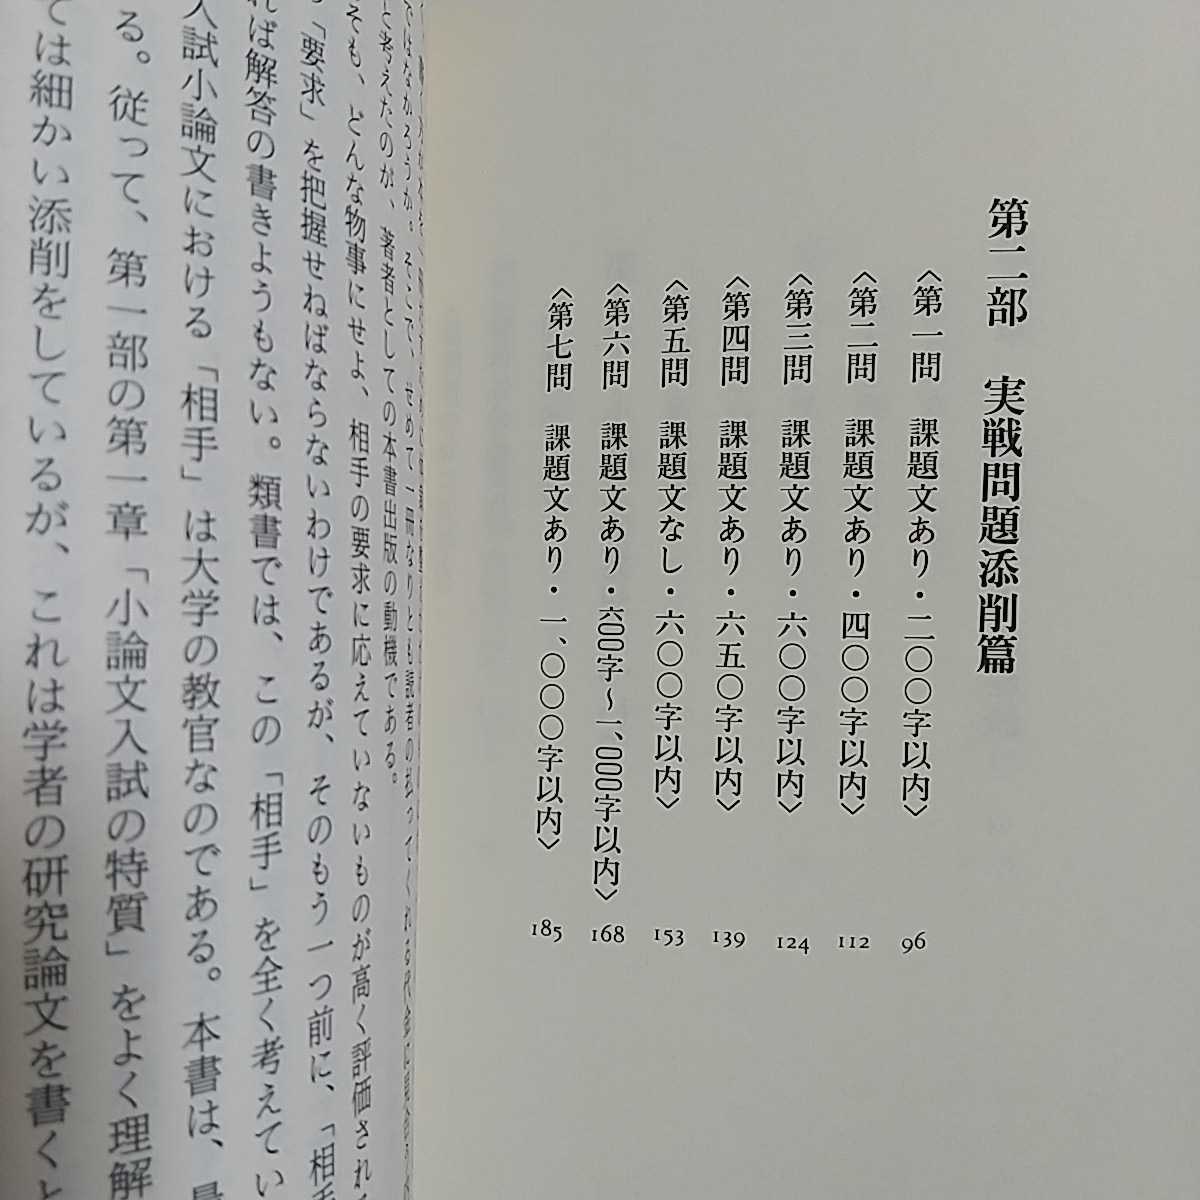 第二部 実戦問題添削篇
〈第一問 課題文あり・二〇〇字以内〉 96
〈第二問 課題文あり・四〇〇字以内〉 112
〈第三問 課題文あり・六〇〇字以内〉 124
〈第四問 課題文あり・六五〇字以内〉 139
〈第五問 課題文なし・六〇〇字以内〉 153
〈第六問 課題文あり・六〇〇字～一、〇〇〇字以内〉 168
〈第七問 課題文あり・一、〇〇〇字以内〉 185
ではなかろうか。そこで、せめて一冊なりとも読者の払ってくれる代金に
と考えたのが、著者としての本書出版の動機である。
そも、どんな物事にせよ、相手の要求に応えていないものが高く評価され
「要求」を把握せねばならないわけであるが、そのもう一つ前に、「相
れば解答の書きようもない。類書では、この「相手」を全く考えてい
入試小論文における「相手」は大学の教官なのである。本書は、
る。従って、第一部の第一章「小論文入試の特質」をよく理解
ては細かい添削をしているが、これは学者の研究論文を書くと